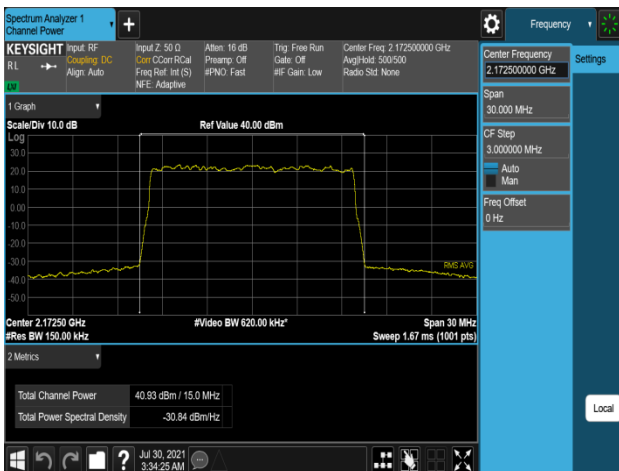 Spectrum Analyzer 1
Channel Power
Frequency
KEYSIGHT
RL
LU
Input: RF
Coupling: DC
Align: Auto
Input Z: 50 Ω
Corr CCorr RCal
Freq Ref: Int (S)
NFE: Adaptive
Atten: 16 dB
Preamp: Off
#PNO: Fast
Trig: Free Run
Gate: Off
#IF Gain: Low
Center Freq: 2.172500000 GHz
Avg|Hold: 500/500
Radio Std: None
Center Frequency
2.172500000 GHz
Settings
Span
30.000 MHz
CF Step
3.000000 MHz
Auto
Man
Freq Offset
0 Hz
1 Graph
Scale/Div 10.0 dB
Ref Value 40.00 dBm
Log
30.0
20.0
10.0
0.00
-10.0
-20.0
-30.0
-40.0
-50.0
RMS AVG
Center 2.17250 GHz
#Video BW 620.00 kHz*
Span 30 MHz
#Res BW 150.00 kHz
Sweep 1.67 ms (1001 pts)
2 Metrics
Total Channel Power 40.93 dBm / 15.0 MHz
Total Power Spectral Density -30.84 dBm/Hz
Local
?
Jul 30, 2021
3:34:25 AM